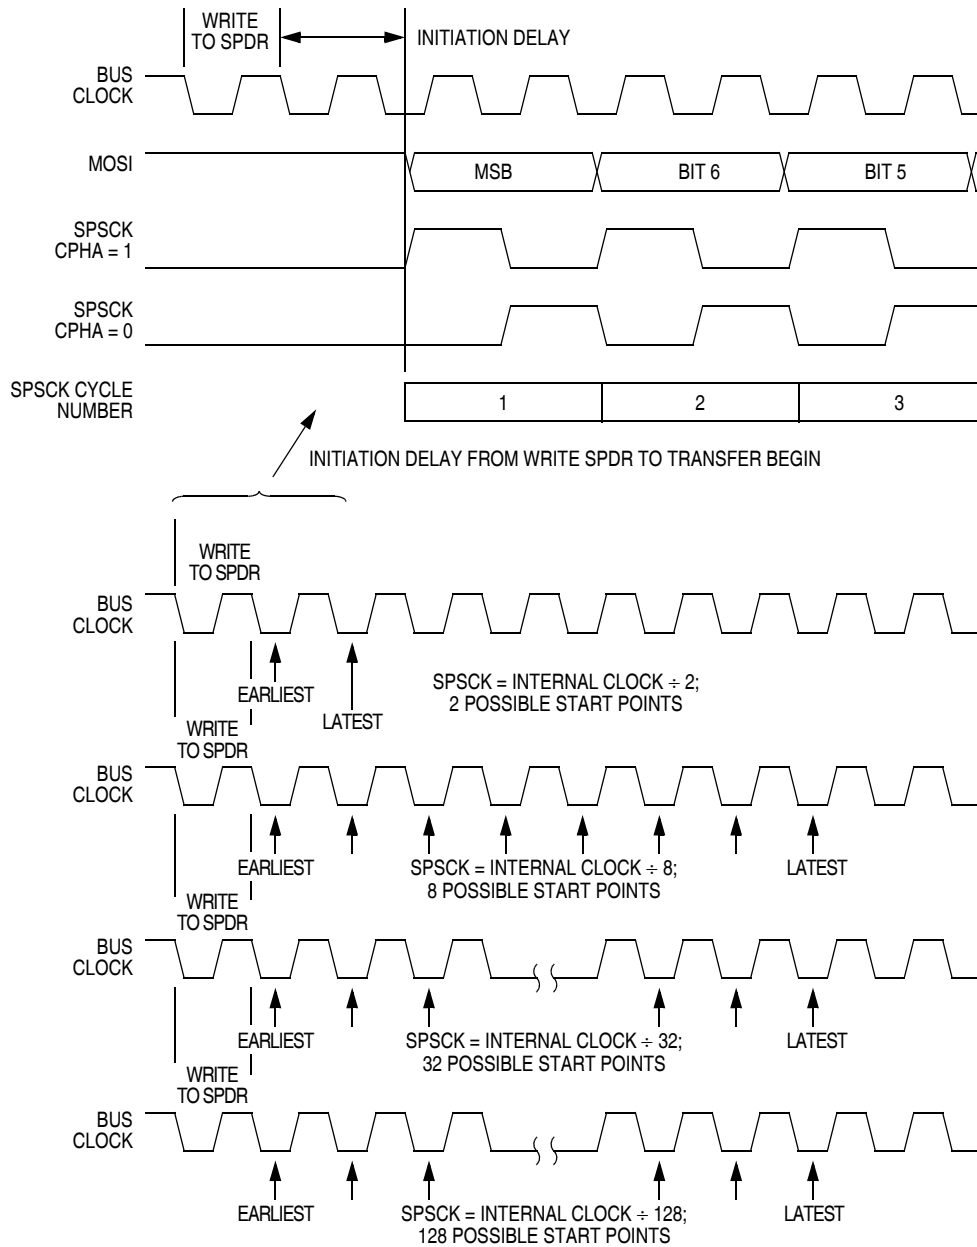 WRITE
TO SPDR
INITIATION DELAY
BUS
CLOCK
MOSI
MSB
BIT 6
BIT 5
SPSCK
CPHA = 1
SPSCK
CPHA = 0
SPSCK CYCLE
NUMBER
1
2
3
INITIATION DELAY FROM WRITE SPDR TO TRANSFER BEGIN
WRITE
TO SPDR
BUS
CLOCK
EARLIEST
LATEST
SPSCK = INTERNAL CLOCK ÷ 2;
2 POSSIBLE START POINTS
WRITE
TO SPDR
BUS
CLOCK
EARLIEST
SPSCK = INTERNAL CLOCK ÷ 8;
8 POSSIBLE START POINTS
LATEST
WRITE
TO SPDR
BUS
CLOCK
EARLIEST
SPSCK = INTERNAL CLOCK ÷ 32;
32 POSSIBLE START POINTS
LATEST
WRITE
TO SPDR
BUS
CLOCK
EARLIEST
SPSCK = INTERNAL CLOCK ÷ 128;
128 POSSIBLE START POINTS
LATEST